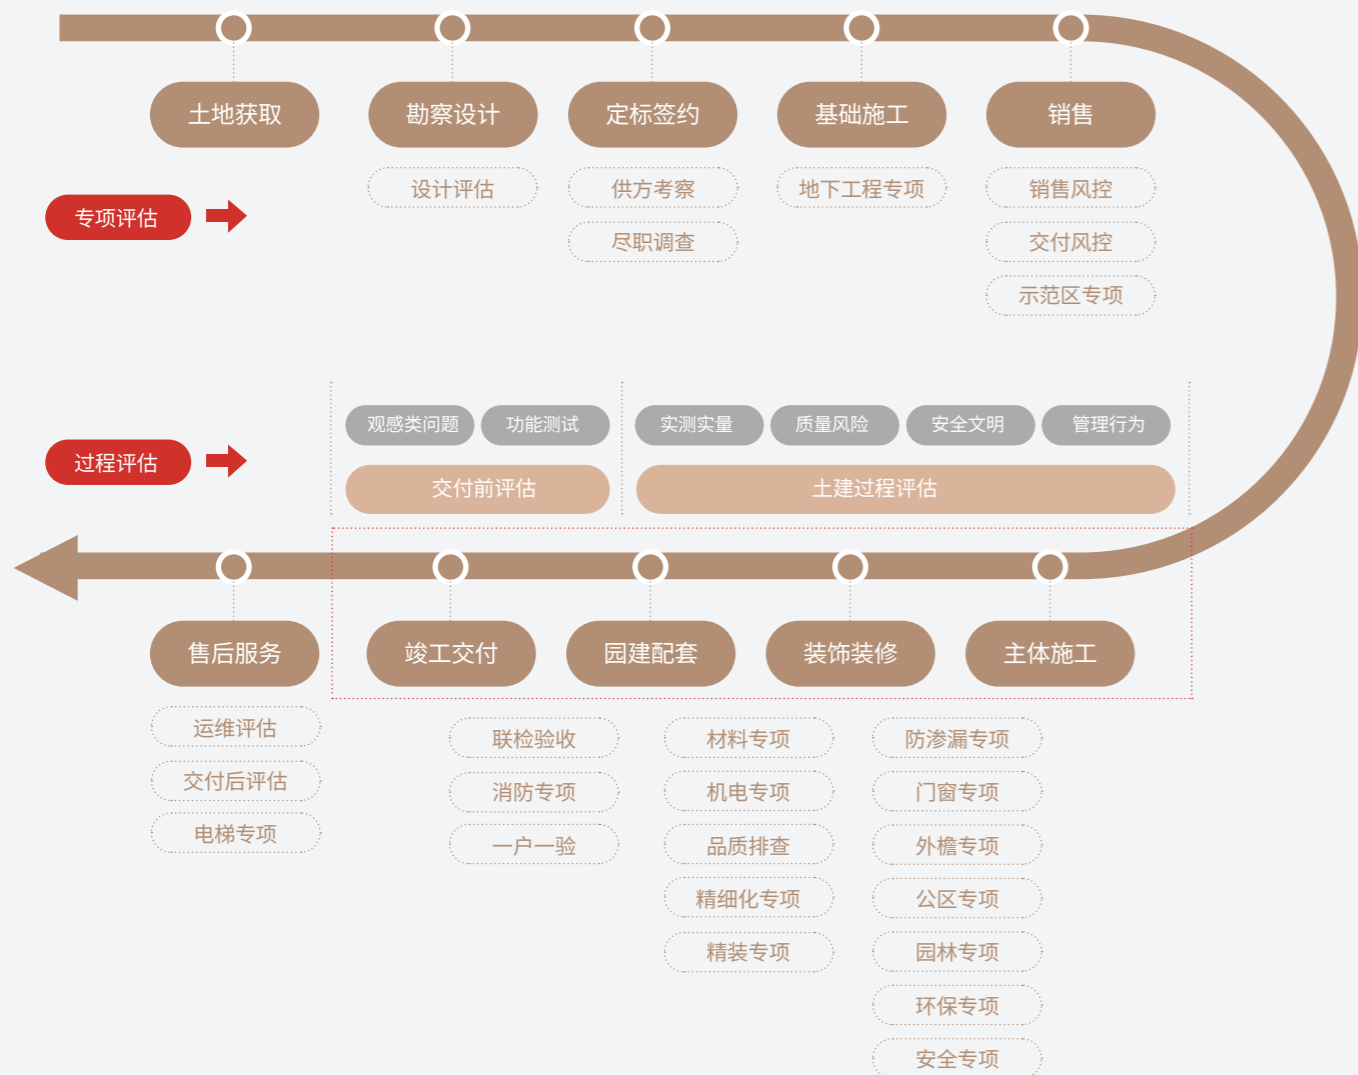 土地获取
勘察设计
定标签约
基础施工
销售
专项评估
设计评估
供方考察
尽职调查
地下工程专项
销售风控
交付风控
示范区专项
过程评估
观感类问题
功能测试
实测实量
质量风险
安全文明
管理行为
交付前评估
土建过程评估
售后服务
竣工交付
园建配套
装饰装修
主体施工
运维评估
交付后评估
电梯专项
联检验收
消防专项
一户一验
材料专项
机电专项
品质排查
精细化专项
精装专项
防渗漏专项
门窗专项
外檐专项
公区专项
园林专项
环保专项
安全专项